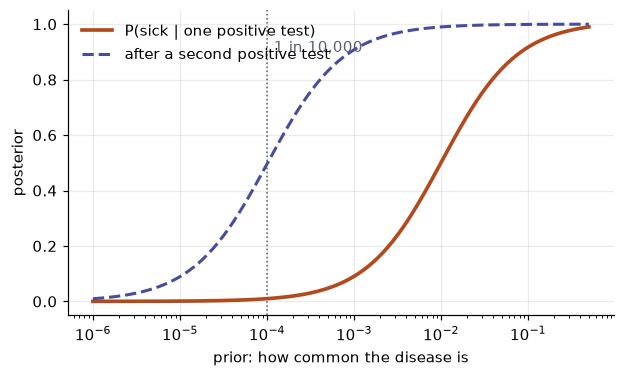 P(sick | one positive test)
1 in 10,000
after a second positive test
1.0
0.8
0.6
0.4
0.2
0.0
posterior
10⁻⁶ 10⁻⁵ 10⁻⁴ 10⁻³ 10⁻² 10⁻¹
prior: how common the disease is